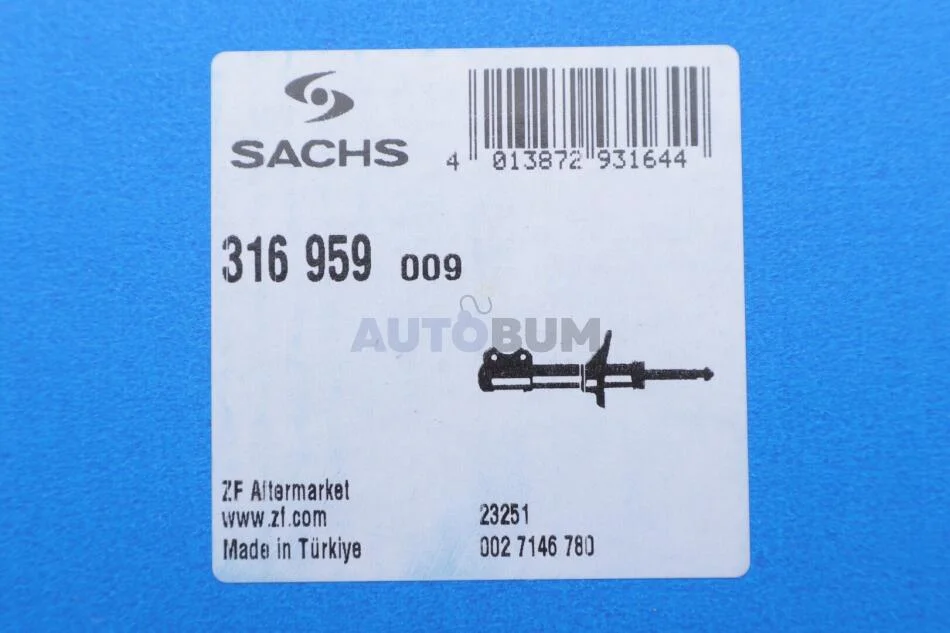 SACHS
4 013872 931644
316 959 009
AUTOBUM
ZF Aftermarket
www.zf.com
Made in Türkiye
23251
002 7146 780